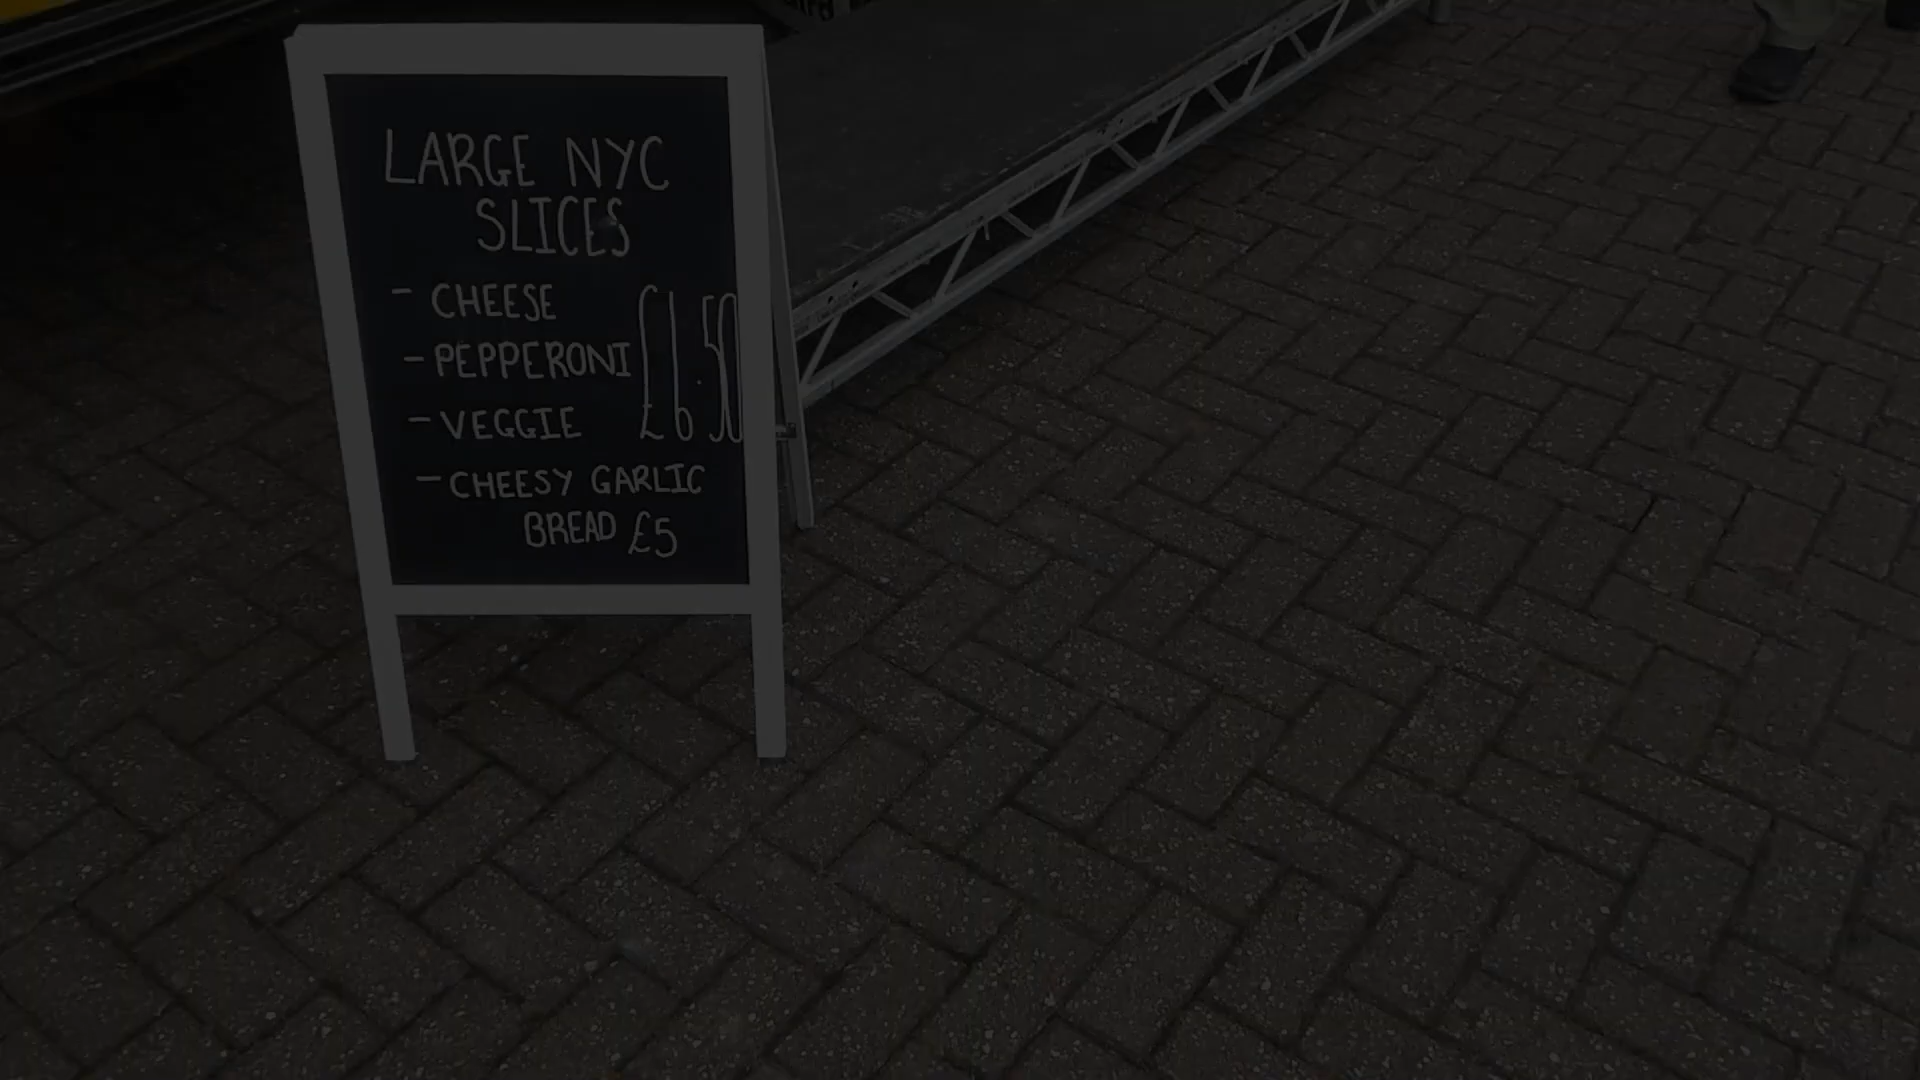 LARGE NYC
SLICES
- CHEESE
- PEPPERONI £6.50
- VEGGIE
- CHEESY GARLIC
BREAD £5